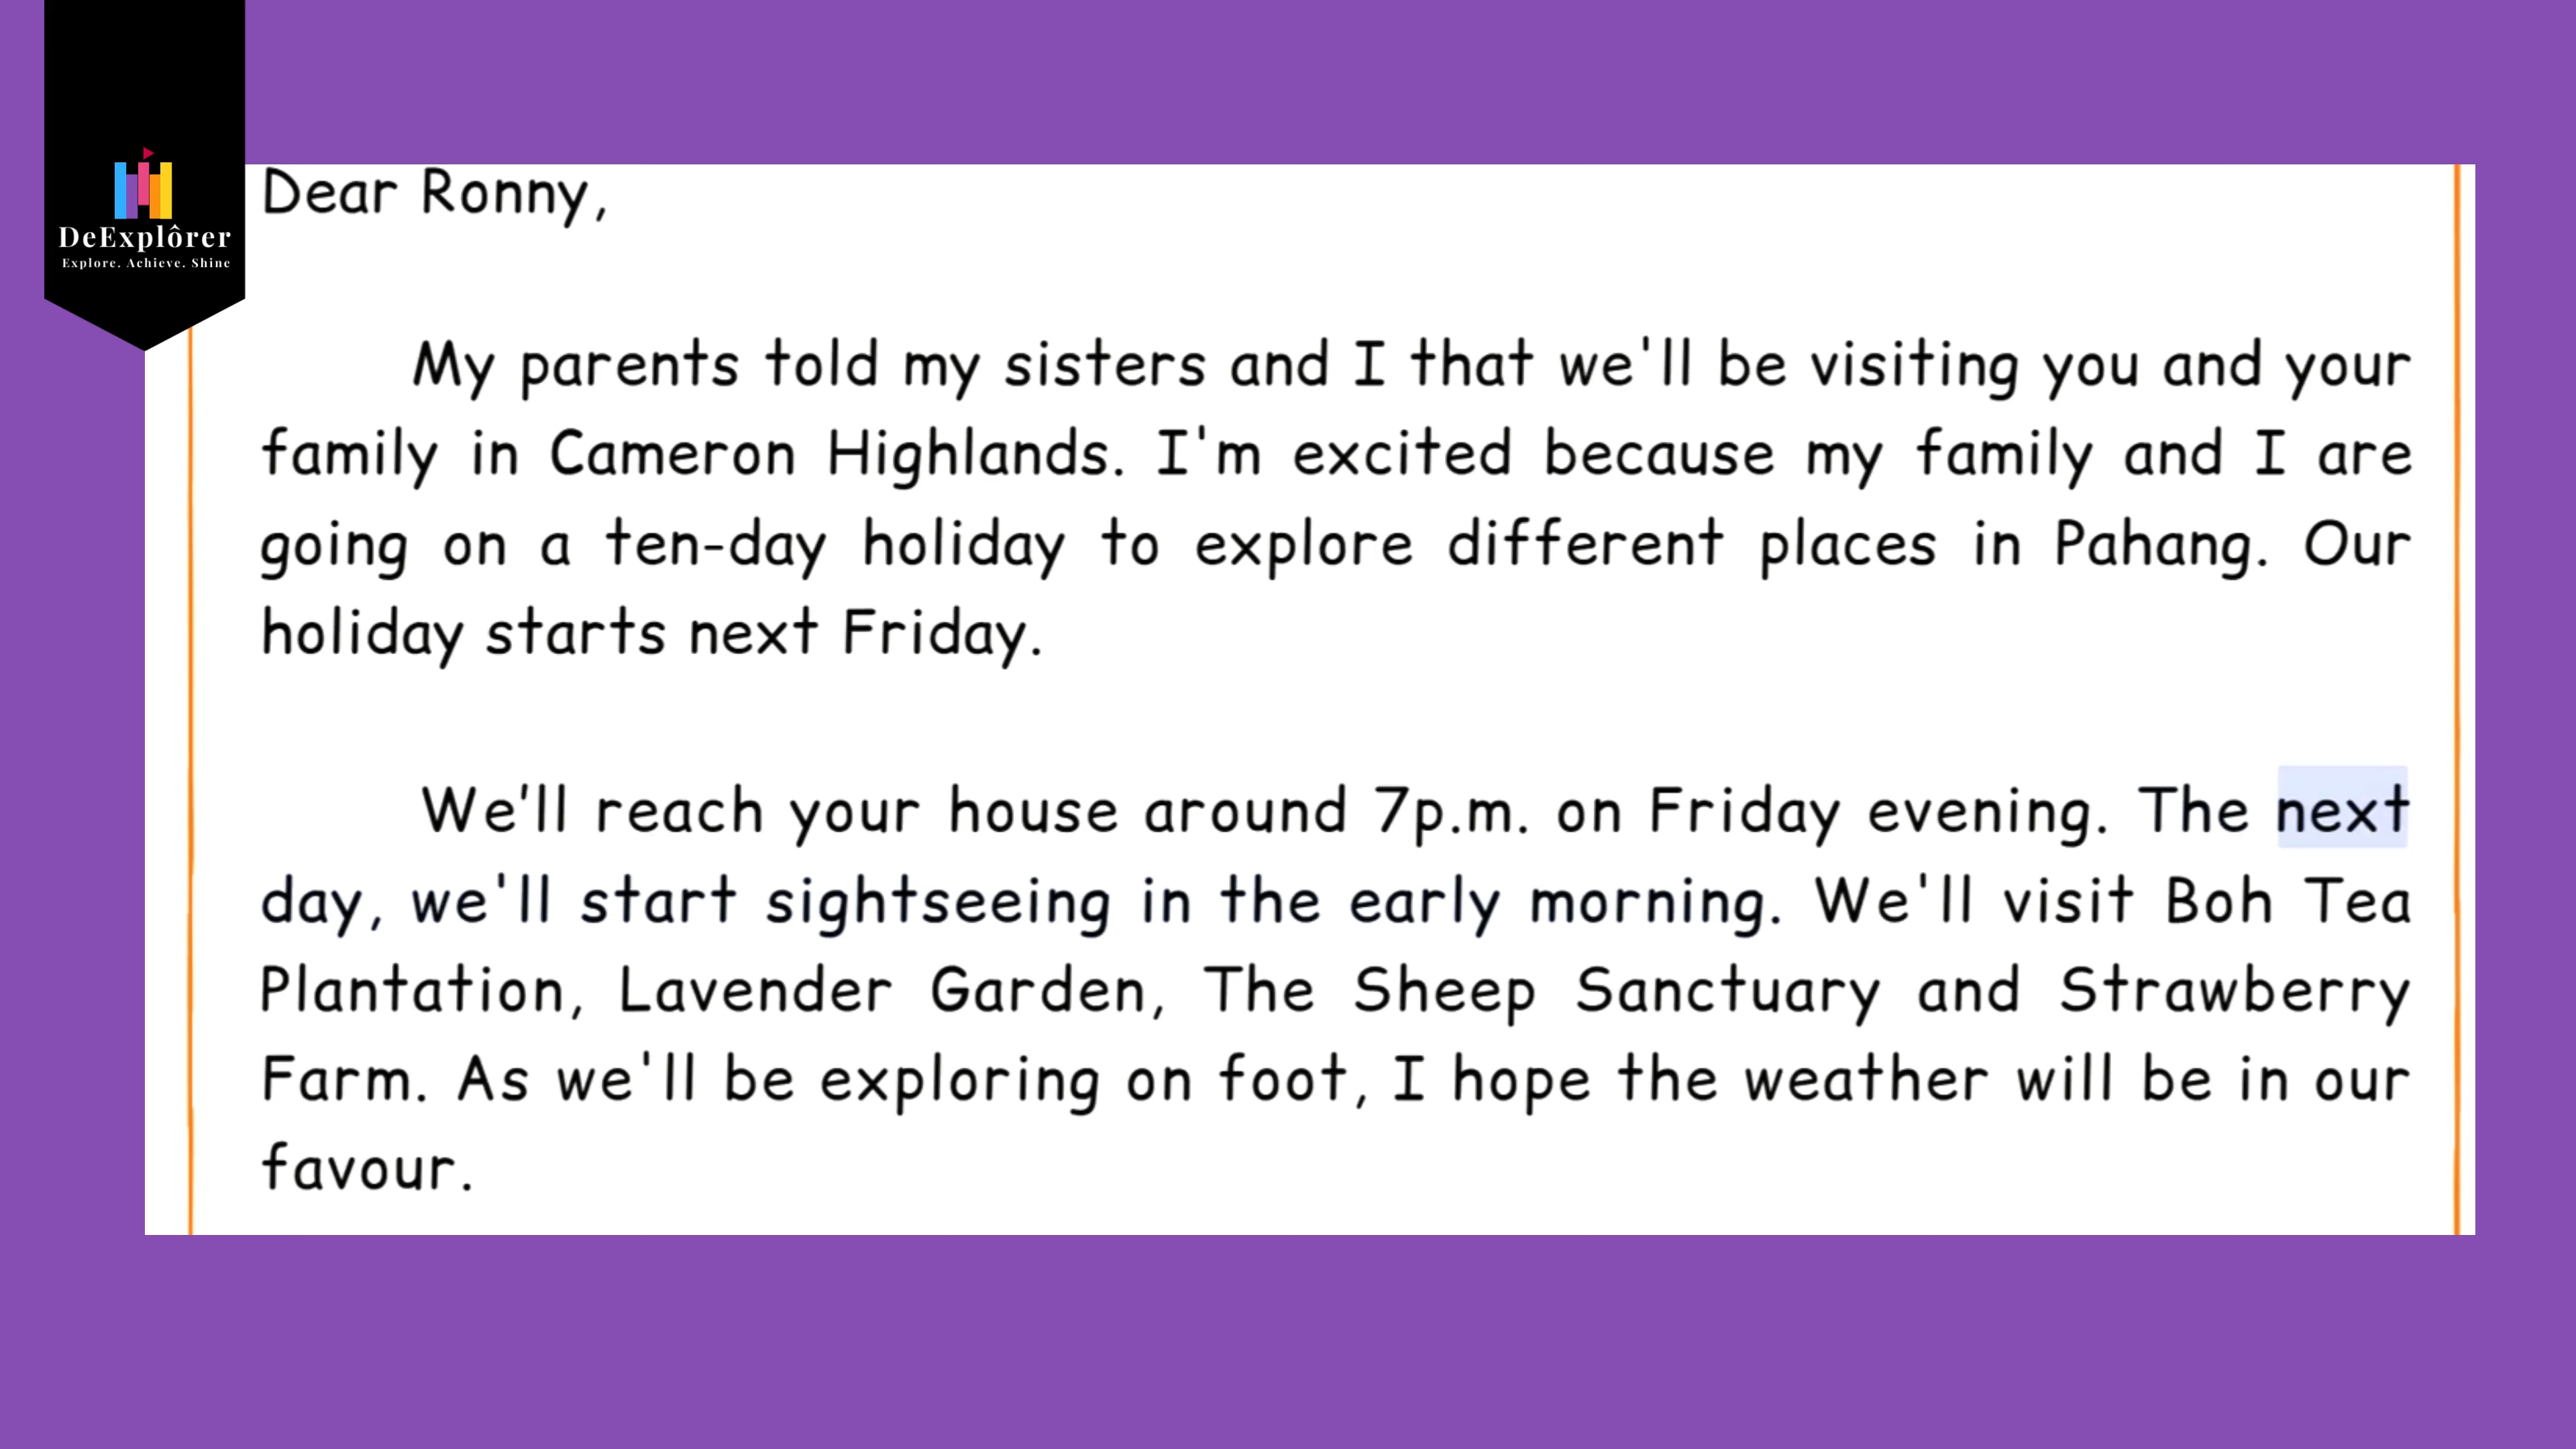 DeExplôrer
Explore. Achieve. Shine
Dear Ronny,
My parents told my sisters and I that we'll be visiting you and your
family in Cameron Highlands. I'm excited because my family and I are
going on a ten-day holiday to explore different places in Pahang. Our
holiday starts next Friday.
We'll reach your house around 7p.m. on Friday evening. The next
day, we'll start sightseeing in the early morning. We'll visit Boh Tea
Plantation, Lavender Garden, The Sheep Sanctuary and Strawberry
Farm. As we'll be exploring on foot, I hope the weather will be in our
favour.